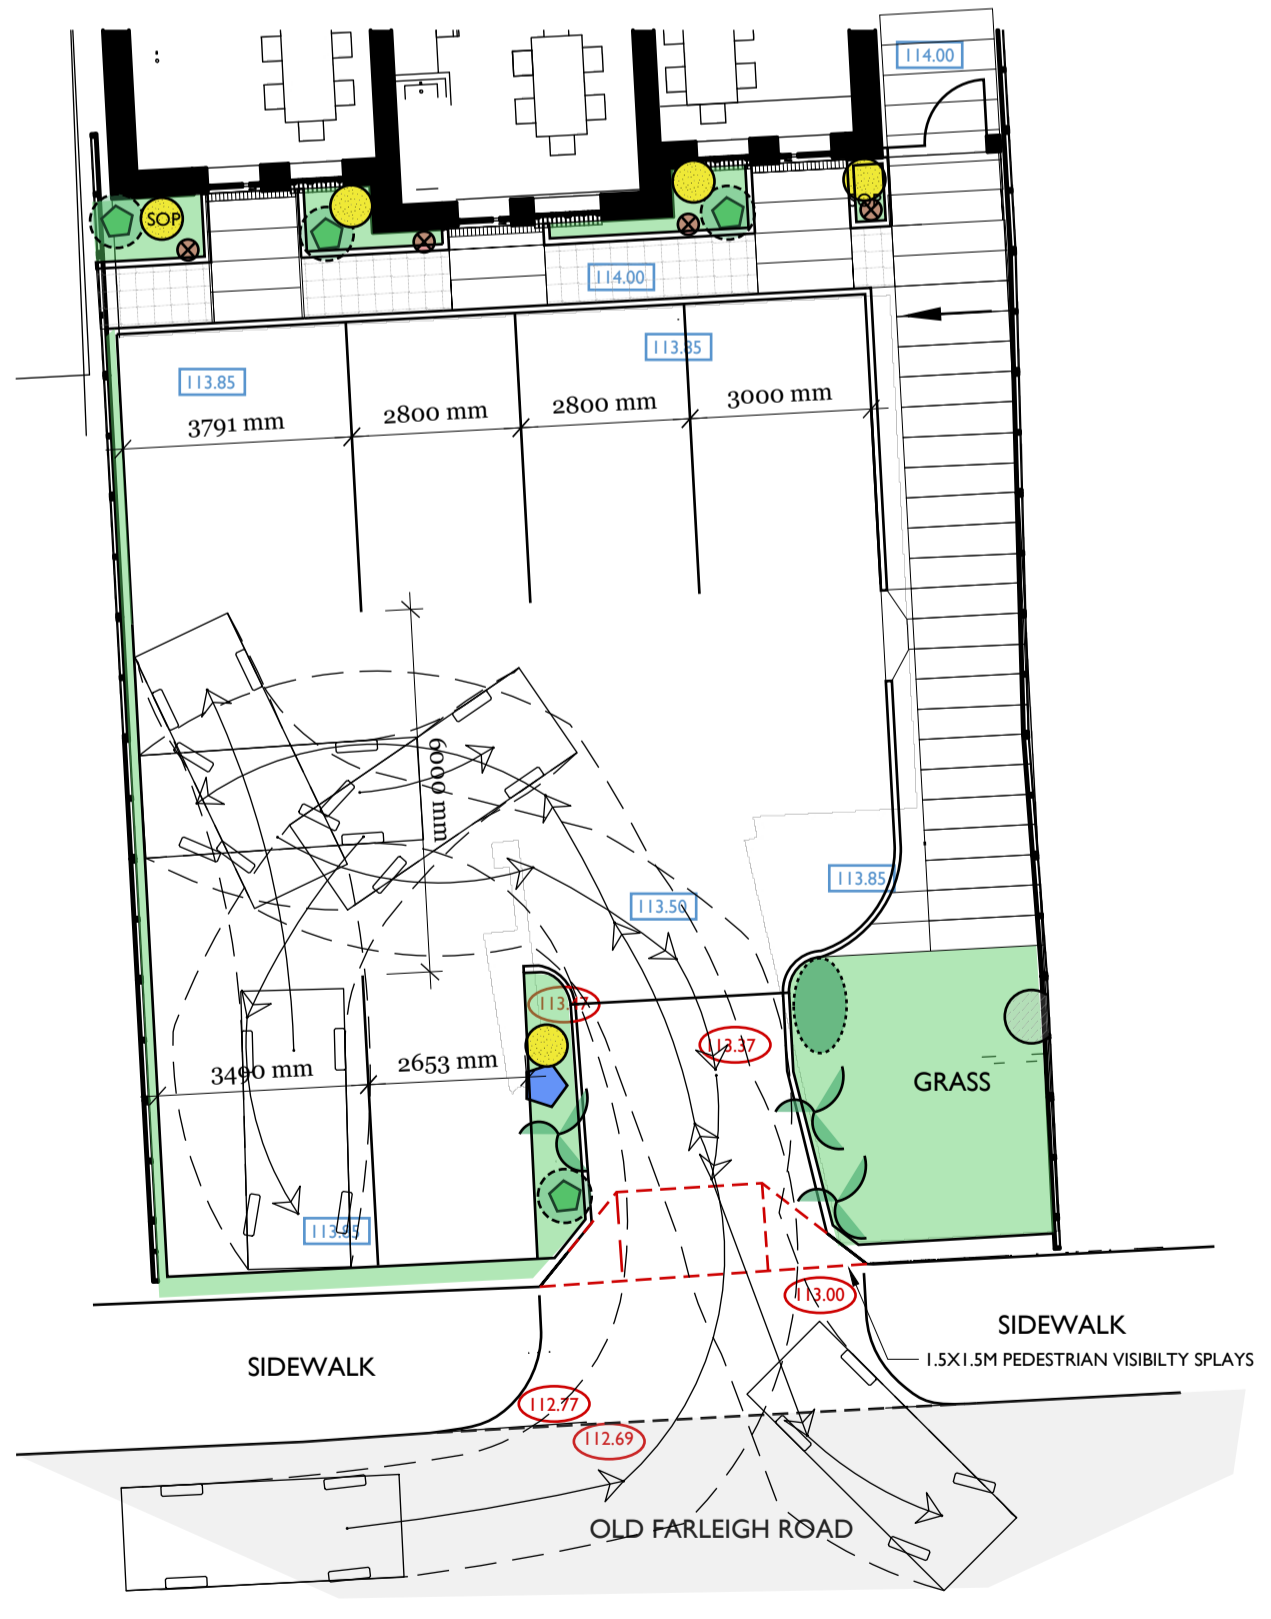 114.00
SOP
114.00
113.85
113.85
3791 mm
2800 mm
2800 mm
3000 mm
6000 mm
113.85
113.50
113.37
GRASS
3490 mm
2653 mm
113.85
113.00
SIDEWALK
SIDEWALK
1.5X1.5M PEDESTRIAN VISIBILTY SPLAYS
112.77
112.69
OLD FARLEIGH ROAD